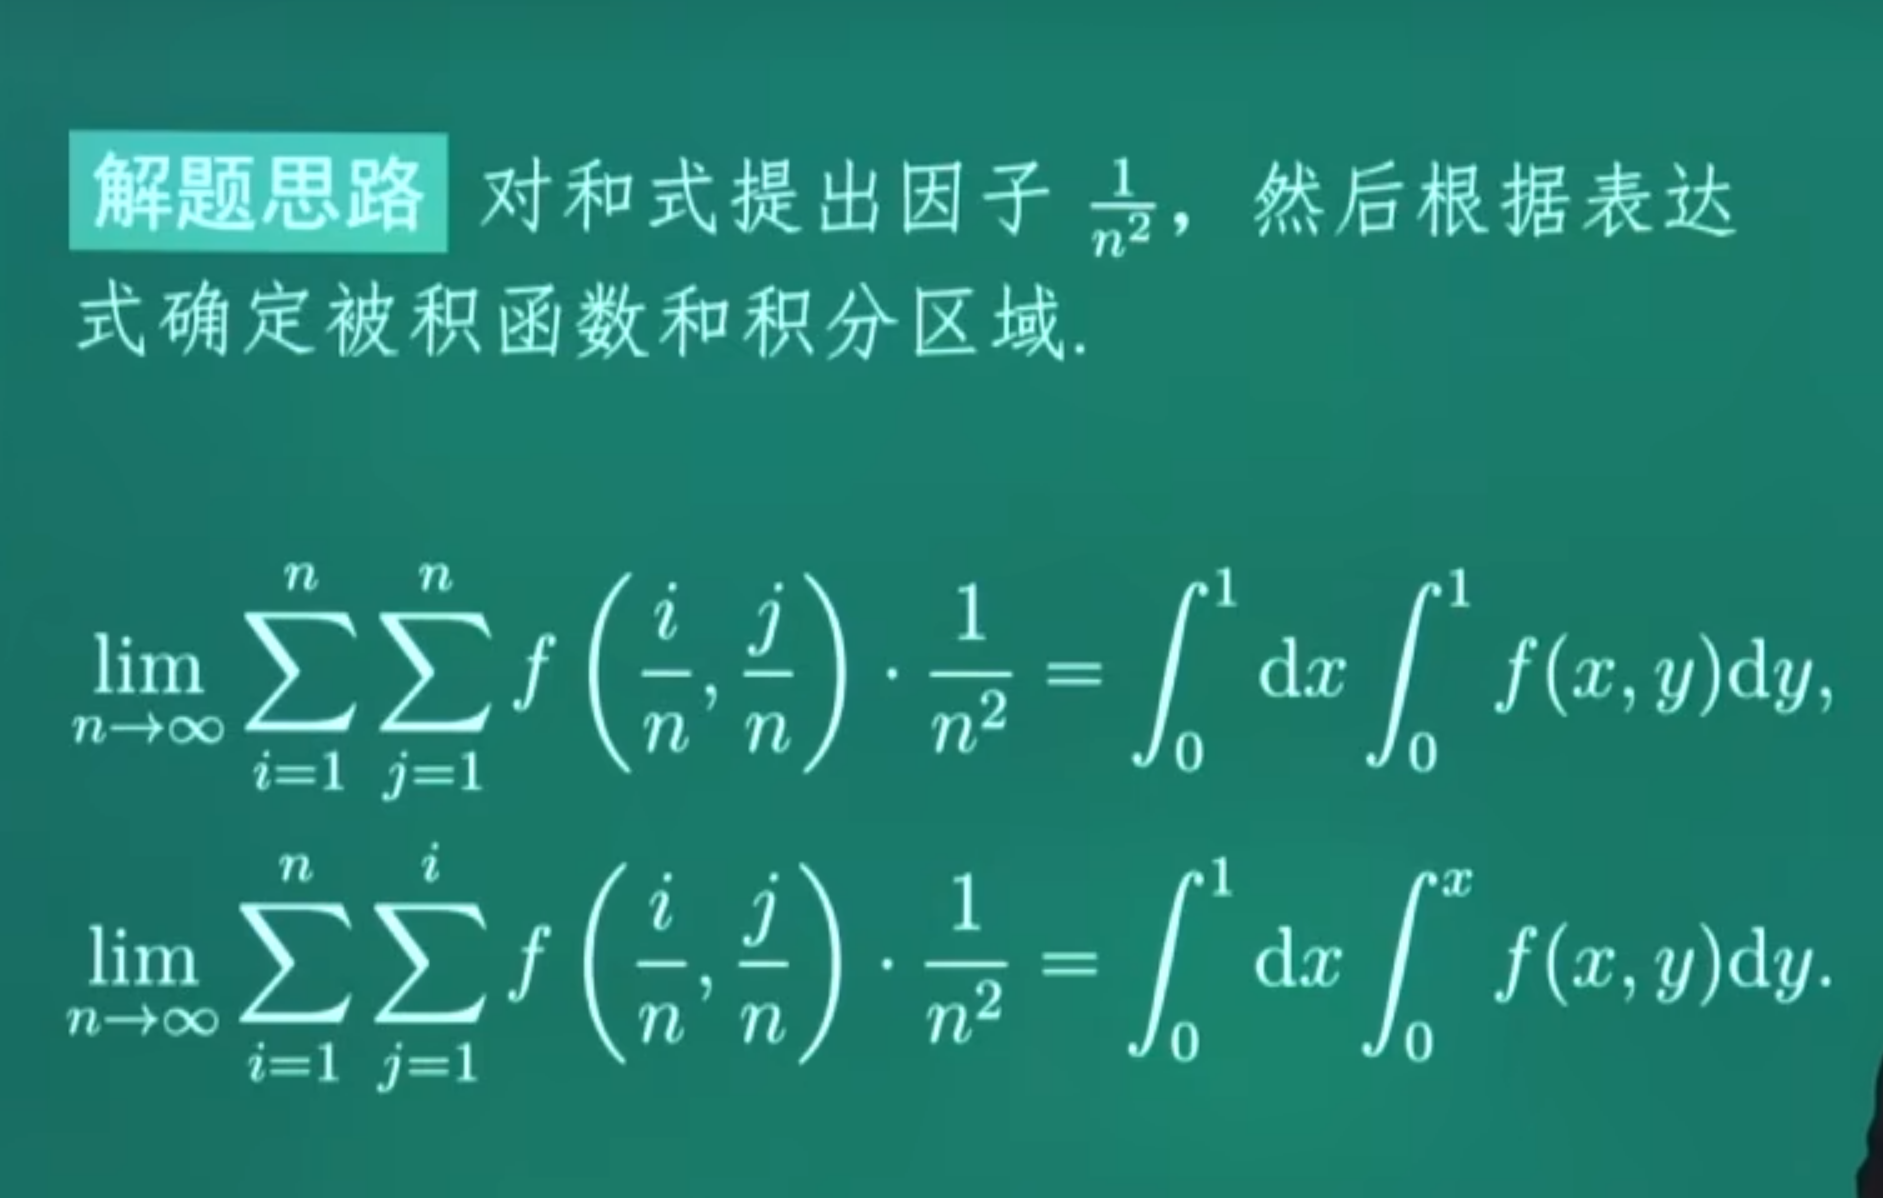 解题思路 对和式提出因子 $\frac{1}{n^2}$，然后根据表达
式确定被积函数和积分区域.
$\lim_{n\to\infty}\sum_{i=1}^{n}\sum_{j=1}^{n}f\left(\frac{i}{n},\frac{j}{n}\right)\cdot\frac{1}{n^2}=\int_0^1\mathrm{d}x\int_0^1 f(x,y)\mathrm{d}y,$
$\lim_{n\to\infty}\sum_{i=1}^{n}\sum_{j=1}^{i}f\left(\frac{i}{n},\frac{j}{n}\right)\cdot\frac{1}{n^2}=\int_0^1\mathrm{d}x\int_0^x f(x,y)\mathrm{d}y.$